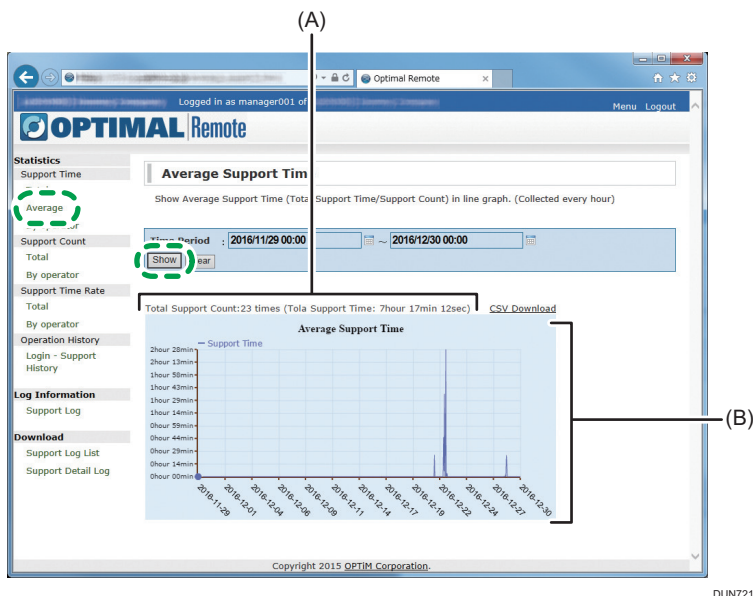 (A)
Optimal Remote
Logged in as manager001 of
Menu Logout
OPTIMAL Remote
Statistics
Support Time
Average
Support Count
Total
By operator
Support Time Rate
Total
By operator
Operation History
Login - Support
History
Log Information
Support Log
Download
Support Log List
Support Detail Log
Average Support Tim
Show Average Support Time (Total Support Time/Support Count) in line graph. (Collected every hour)
Time Period : 2016/11/29 00:00 ~ 2016/12/30 00:00
Show ear
Total Support Count:23 times (Tola Support Time: 7hour 17min 12sec) CSV Download
Average Support Time
Support Time
2hour 28min
2hour 13min
1hour 58min
1hour 43min
1hour 29min
1hour 14min
0hour 59min
0hour 44min
0hour 29min
0hour 14min
0hour 00min
2016-11-29
2016-12-01
2016-12-04
2016-12-06
2016-12-09
2016-12-11
2016-12-14
2016-12-17
2016-12-19
2016-12-22
2016-12-24
2016-12-27
2016-12-30
(B)
Copyright 2015 OPTiM Corporation.
DUN721